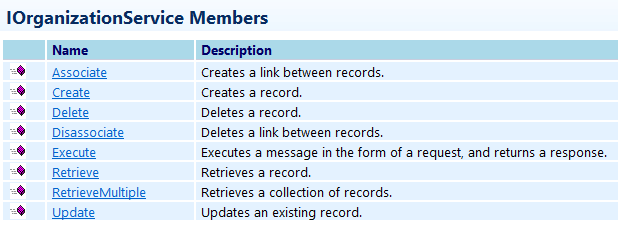 IOrganizationService Members
Name Description
Associate Creates a link between records.
Create Creates a record.
Delete Deletes a record.
Disassociate Deletes a link between records.
Execute Executes a message in the form of a request, and returns a response.
Retrieve Retrieves a record.
RetrieveMultiple Retrieves a collection of records.
Update Updates an existing record.